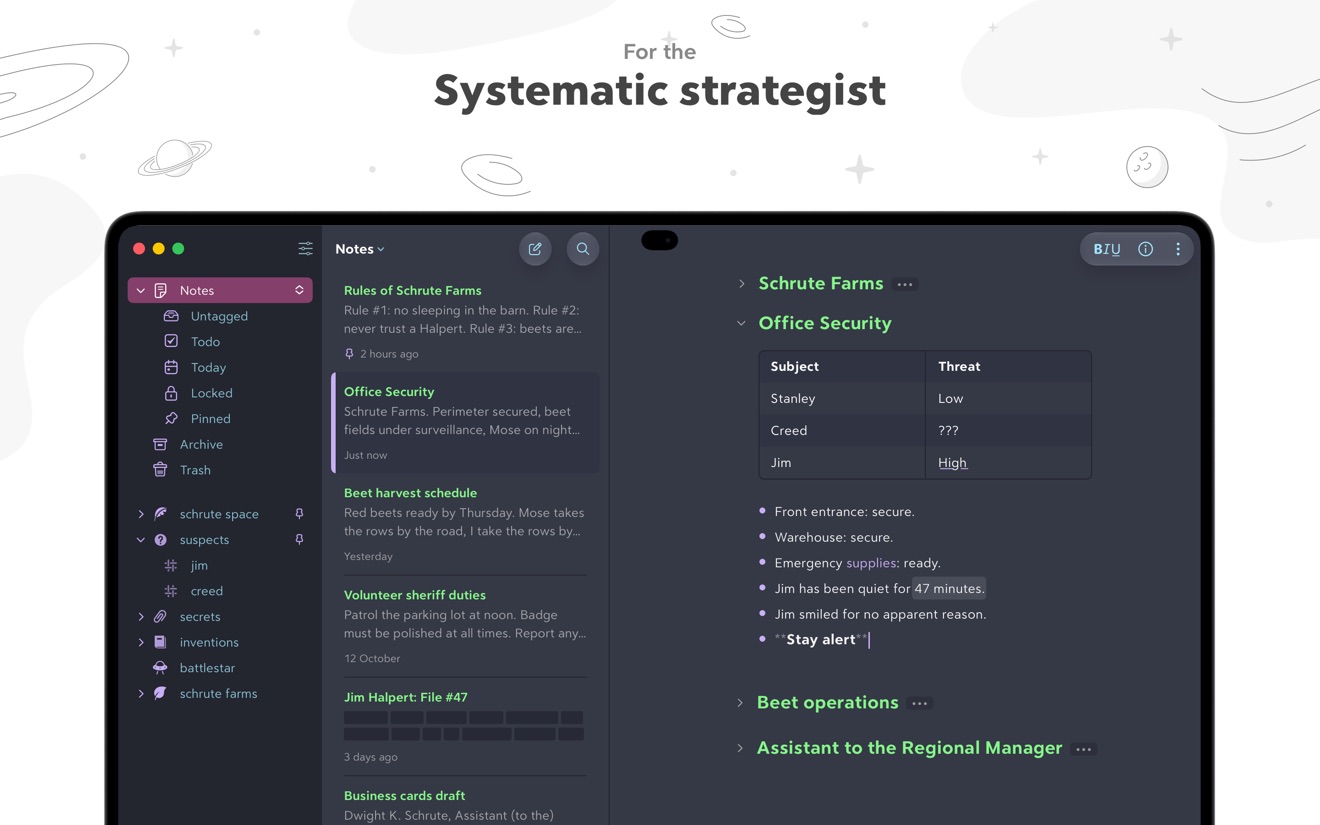 For the
Systematic strategist
Notes
Untagged
Todo
Today
Locked
Pinned
Archive
Trash
schrute space
suspects
jim
creed
secrets
inventions
battlestar
schrute farms
Notes
Rules of Schrute Farms
Rule #1: no sleeping in the barn. Rule #2:
never trust a Halpert. Rule #3: beets are...
2 hours ago
Office Security
Schrute Farms. Perimeter secured, beet
fields under surveillance, Mose on night...
Just now
Beet harvest schedule
Red beets ready by Thursday. Mose takes
the rows by the road, I take the rows by...
Yesterday
Volunteer sheriff duties
Patrol the parking lot at noon. Badge
must be polished at all times. Report any...
12 October
Jim Halpert: File #47
3 days ago
Business cards draft
Dwight K. Schrute, Assistant (to the)
BIU
Schrute Farms ...
Office Security
Subject Threat
Stanley Low
Creed ???
Jim High
• Front entrance: secure.
• Warehouse: secure.
• Emergency supplies: ready.
• Jim has been quiet for 47 minutes.
• Jim smiled for no apparent reason.
• **Stay alert**
Beet operations ...
Assistant to the Regional Manager ...